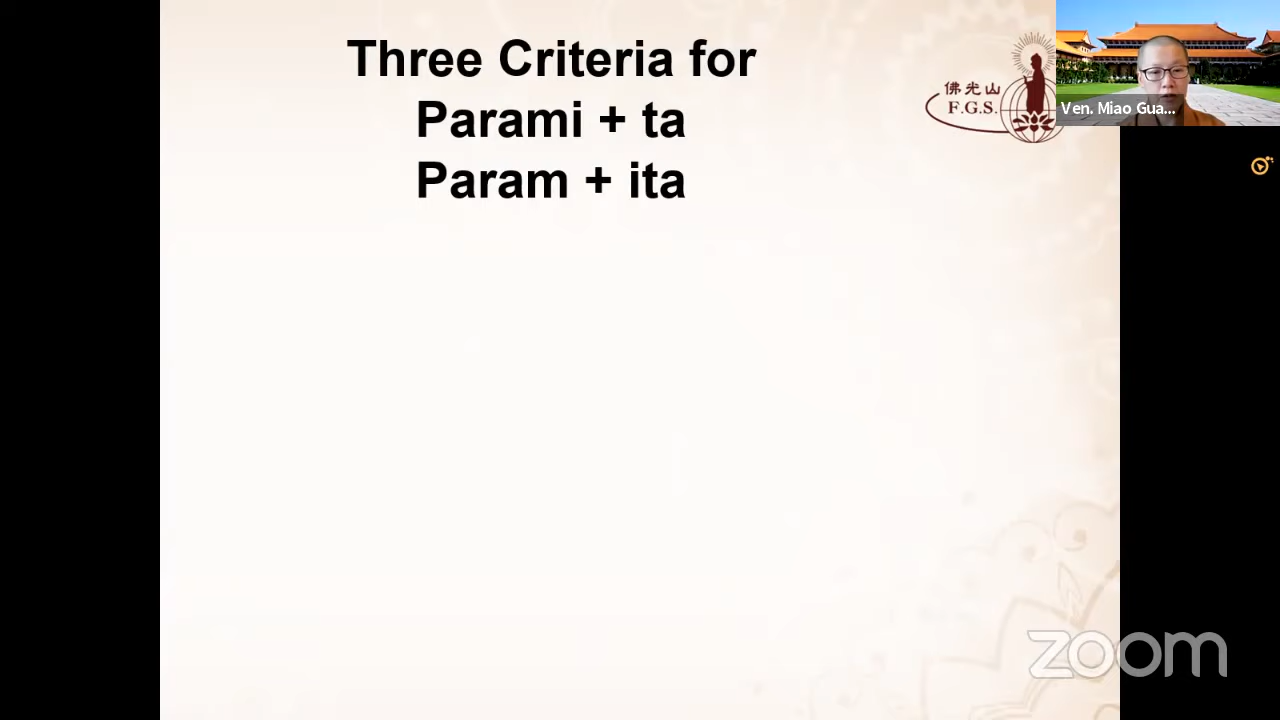 Three Criteria for
Parami + ta
Param + ita
佛光山
F.G.S.
Ven. Miao Gua...
zoom